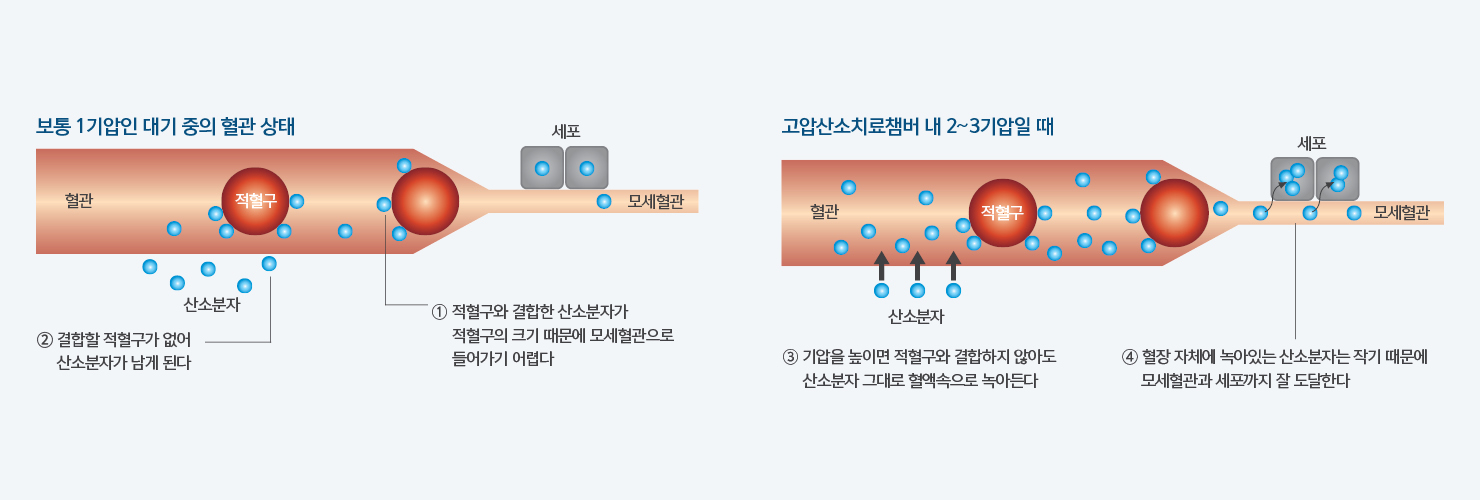 보통 1기압인 대기 중의 혈관 상태
세포
혈관
적혈구
모세혈관
산소분자
① 적혈구와 결합한 산소분자가
적혈구의 크기 때문에 모세혈관으로
들어가기 어렵다
② 결합할 적혈구가 없어
산소분자가 남게 된다
고압산소치료챔버 내 2~3기압일 때
세포
혈관
적혈구
모세혈관
산소분자
③ 기압을 높이면 적혈구와 결합하지 않아도
산소분자 그대로 혈액속으로 녹아든다
④ 혈장 자체에 녹아있는 산소분자는 작기 때문에
모세혈관과 세포까지 잘 도달한다